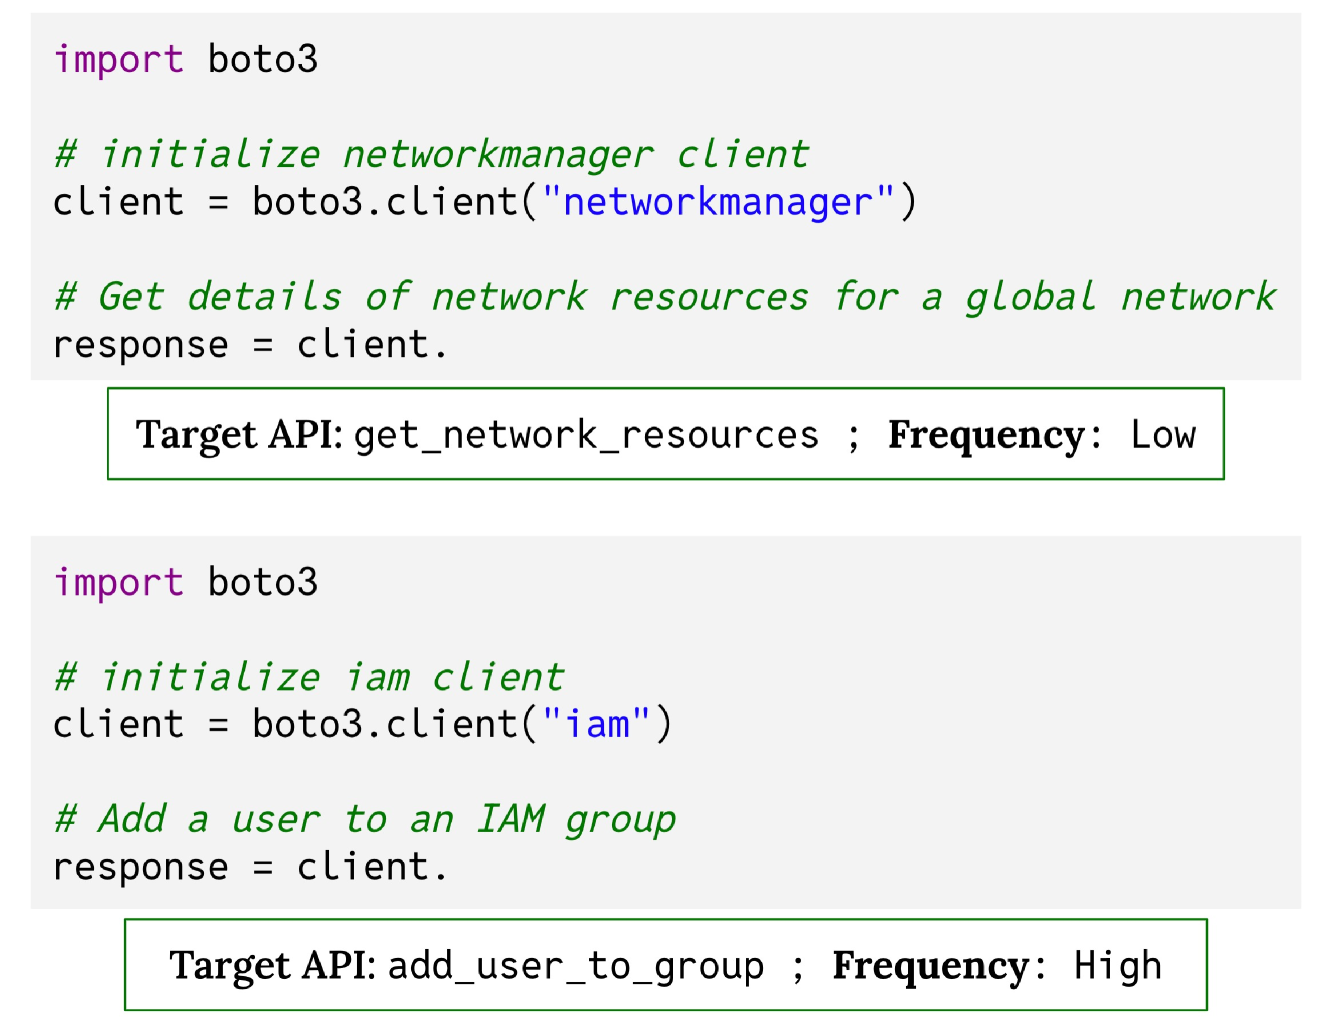 import boto3
# initialize networkmanager client
client = boto3.client("networkmanager")
# Get details of network resources for a global network
response = client.
Target API: get_network_resources ; Frequency: Low
import boto3
# initialize iam client
client = boto3.client("iam")
# Add a user to an IAM group
response = client.
Target API: add_user_to_group ; Frequency: High